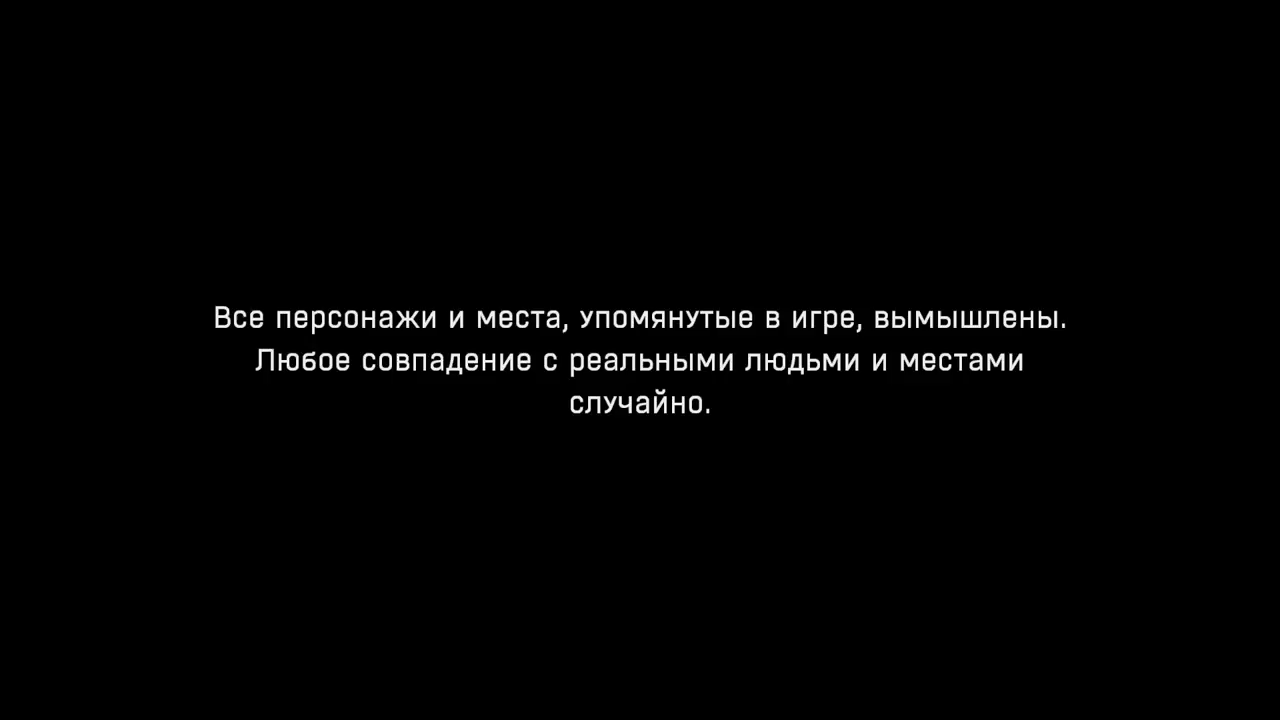 Все персонажи и места, упомянутые в игре, вымышлены.
Любое совпадение с реальными людьми и местами
случайно.